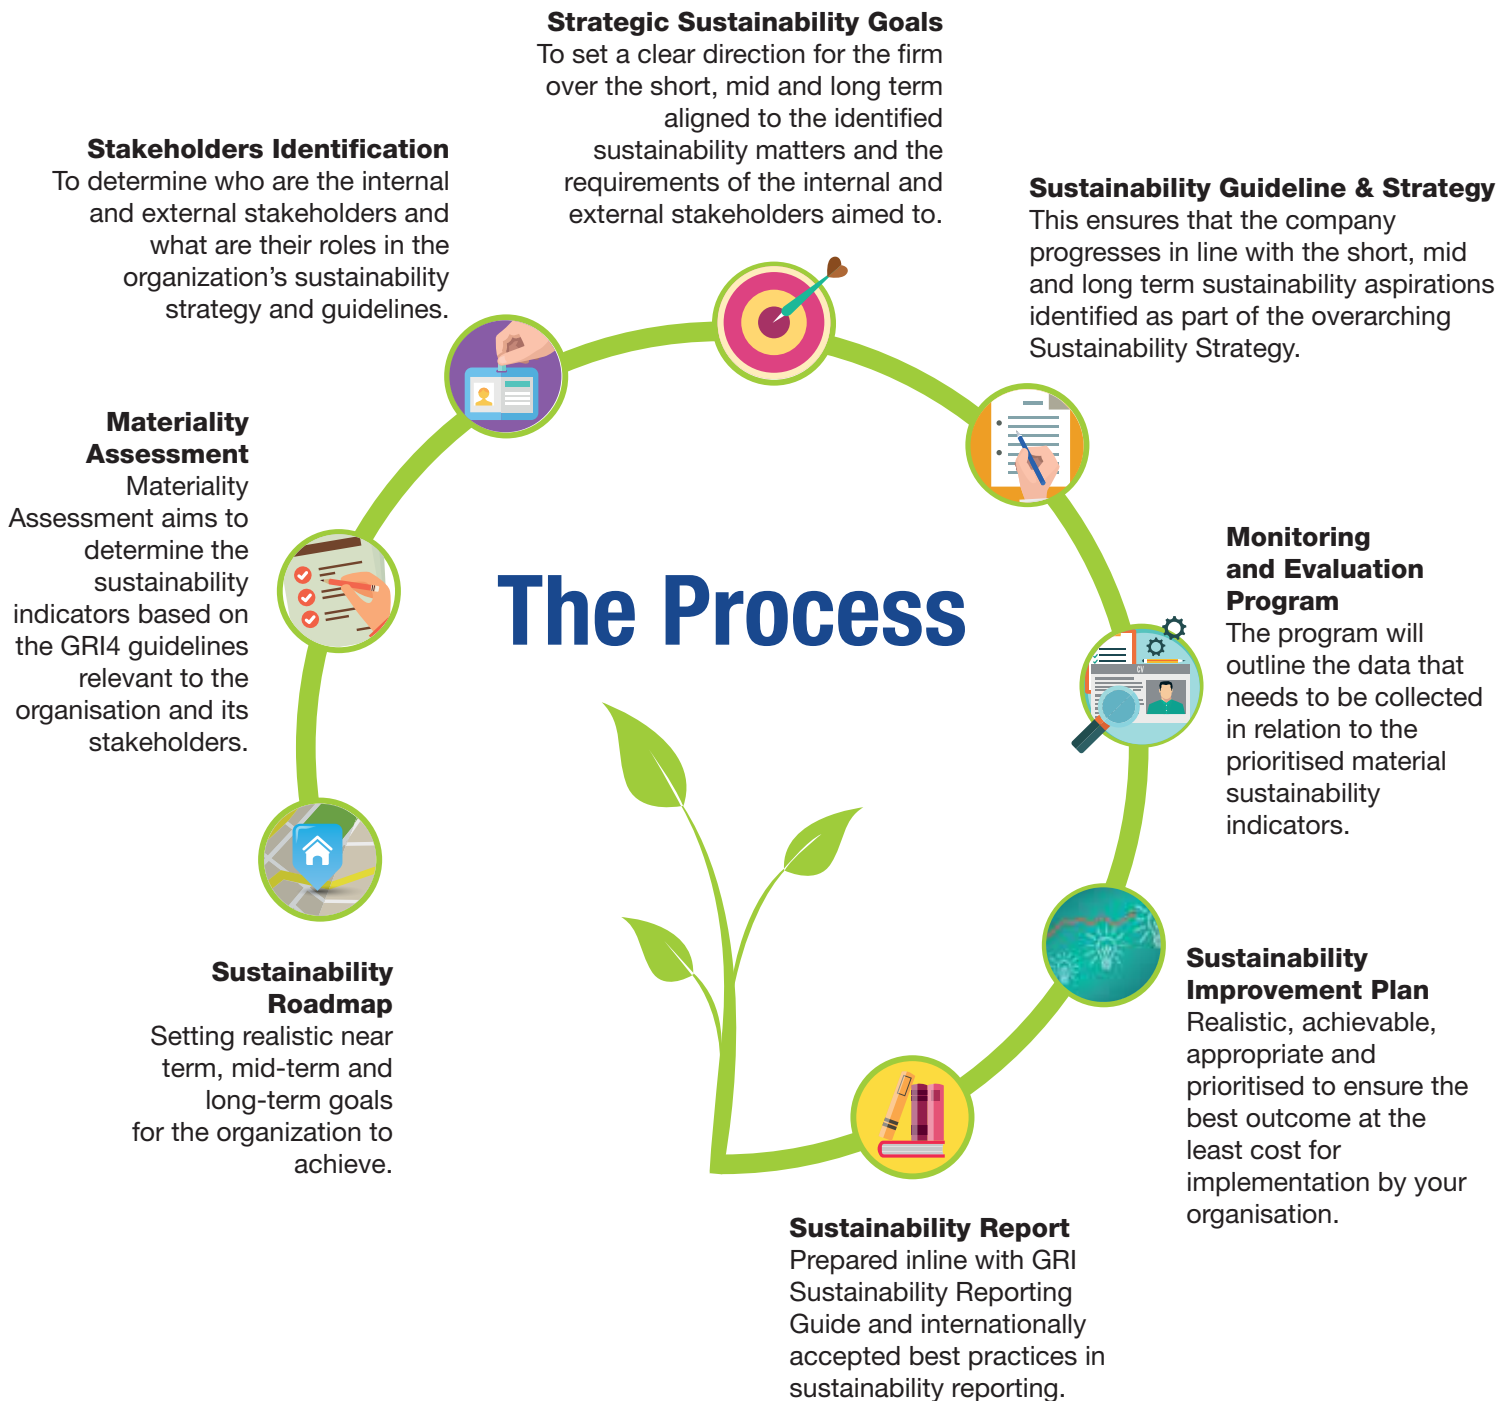 Strategic Sustainability Goals
To set a clear direction for the firm
over the short, mid and long term
aligned to the identified
sustainability matters and the
requirements of the internal and
external stakeholders aimed to.
Stakeholders Identification
To determine who are the internal
and external stakeholders and
what are their roles in the
organization’s sustainability
strategy and guidelines.
Sustainability Guideline & Strategy
This ensures that the company
progresses in line with the short, mid
and long term sustainability aspirations
identified as part of the overarching
Sustainability Strategy.
Materiality
Assessment
Materiality
Assessment aims to
determine the
sustainability
indicators based on
the GRI4 guidelines
relevant to the
organisation and its
stakeholders.
The Process
Monitoring
and Evaluation
Program
The program will
outline the data that
needs to be collected
in relation to the
prioritised material
sustainability
indicators.
CV
Sustainability
Roadmap
Setting realistic near
term, mid-term and
long-term goals
for the organization to
achieve.
Sustainability
Improvement Plan
Realistic, achievable,
appropriate and
prioritised to ensure the
best outcome at the
least cost for
implementation by your
organisation.
Sustainability Report
Prepared inline with GRI
Sustainability Reporting
Guide and internationally
accepted best practices in
sustainability reporting.